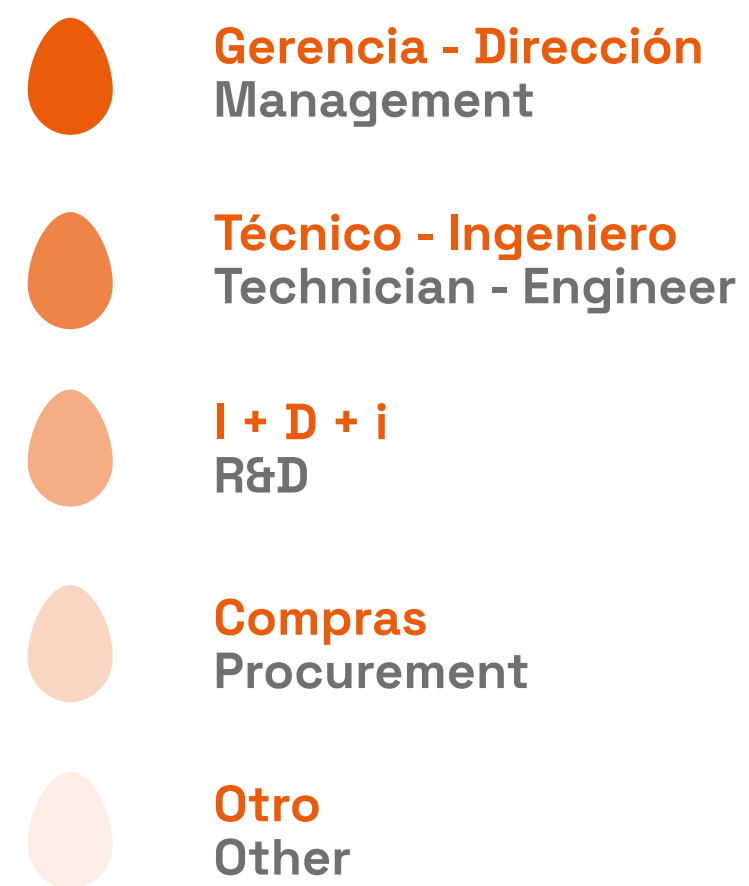 Gerencia - Dirección
Management
Técnico - Ingeniero
Technician - Engineer
I + D + i
R&D
Compras
Procurement
Otro
Other